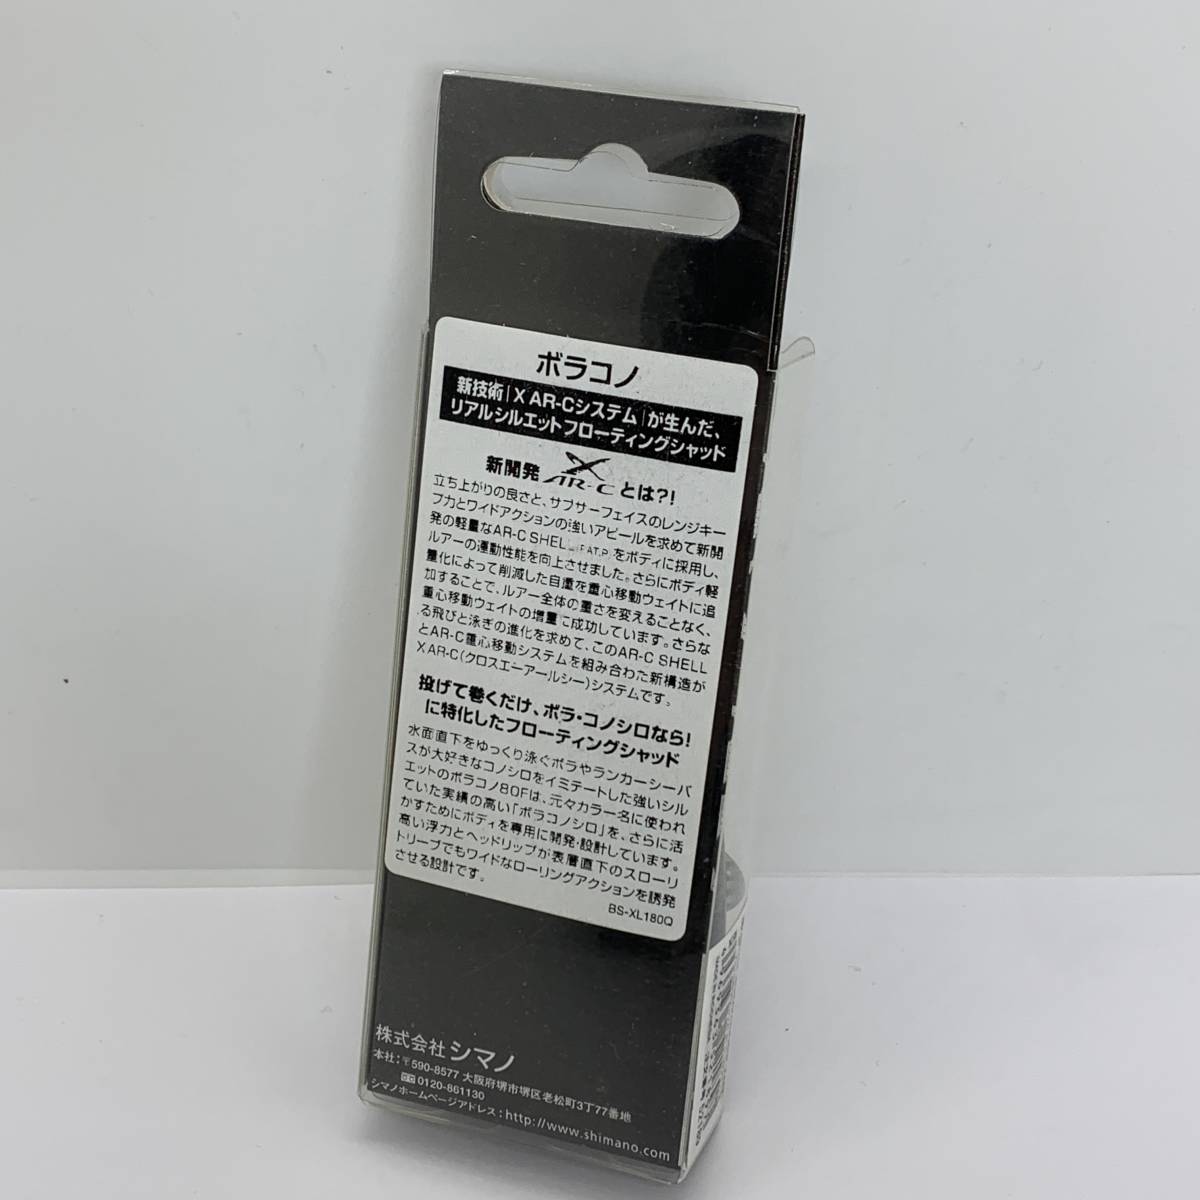 ボラコノ
新技術｜X AR-Cシステム｜が生んだ、
リアルシルエットフローティングシャッド
新開発 X AR-C とは?!
立ち上がりの良さと、サブサーフェイスのレンジキー
プ力とワイドアクションの強いアピールを求めて新開
発の軽量なAR-C SHELL(PAT.P)をボディに採用し、
ルアーの運動性能を向上させました。さらにボディ軽
量化によって削減した自重を重心移動ウェイトに追
加することで、ルアー全体の重さを変えることなく、
重心移動ウェイトの増量に成功しています。さらな
る飛びと泳ぎの進化を求めて、このAR-C SHELL
とAR-C重心移動システムを組み合わた新構造が
X AR-C(クロスエーアールシー)システムです。
投げて巻くだけ、ボラ・コノシロなら!
に特化したフローティングシャッド
水面直下をゆっくり泳ぐボラやランカーシーバ
スが大好きなコノシロをイミテートした強いシル
エットのボラコノ80Fは、元々カラー名に使われ
ていた実績の高い「ボラコノシロ」を、さらに活
かすためにボディを専用に開発・設計しています。
高い浮力とヘッドリップが表層直下のスローリ
トリーブでもワイドなローリングアクションを誘発
させる設計です。
BS-XL180Q
株式会社 シマノ
本社：〒590-8577 大阪府堺市堺区老松町3丁77番地
0120-861130
シマノホームページアドレス：http://www.shimano.com